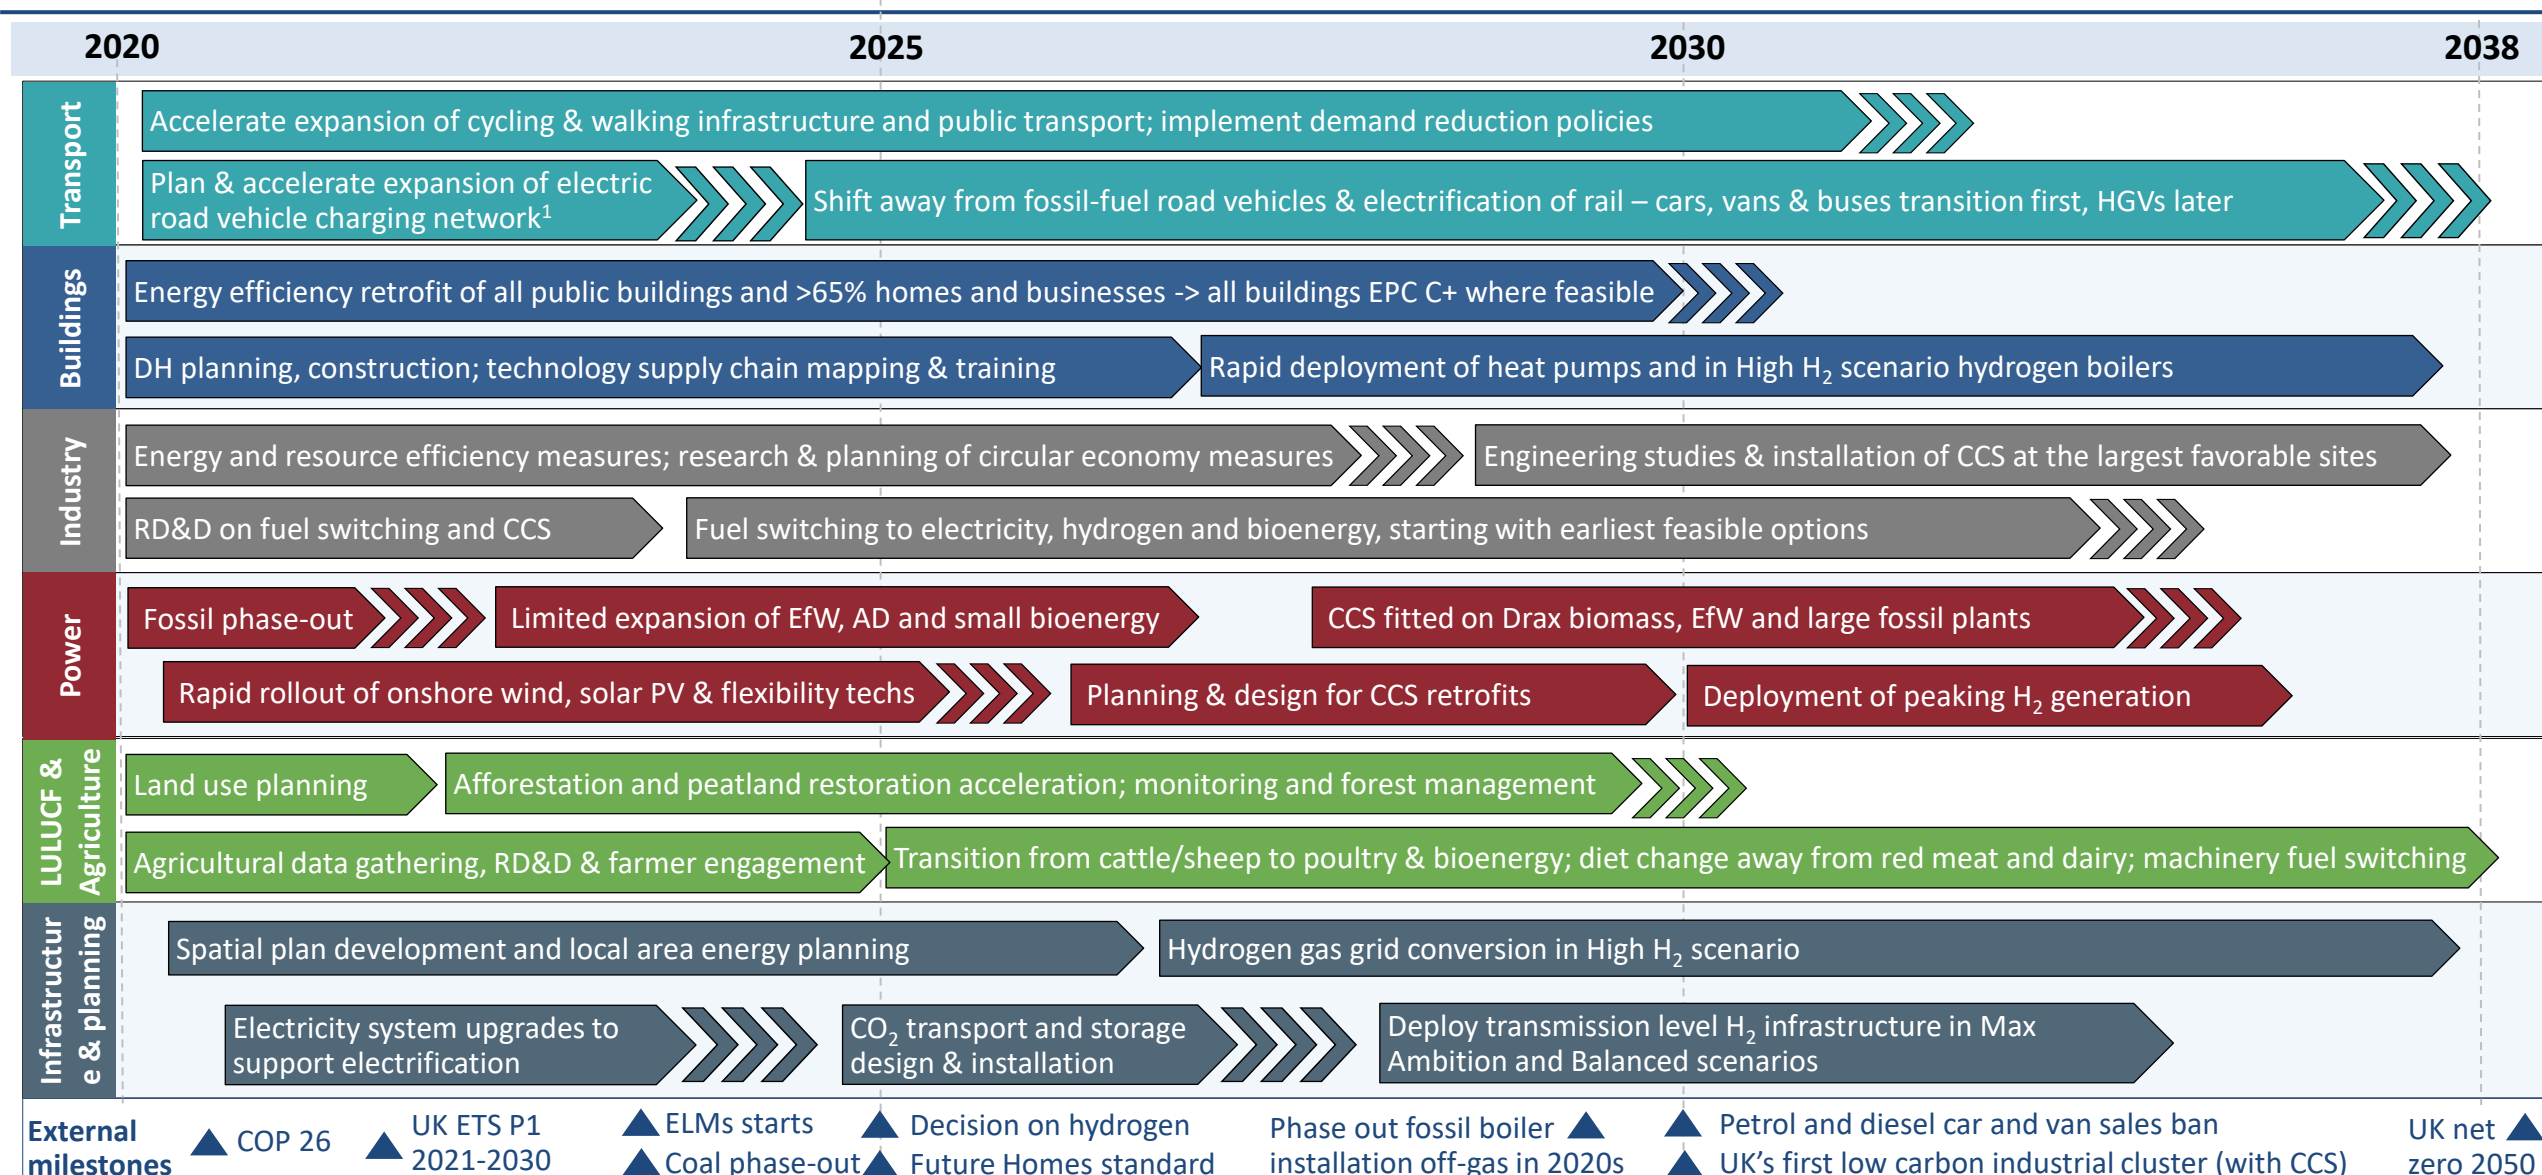 2020 2025 2030 2038
Transport
Accelerate expansion of cycling & walking infrastructure and public transport; implement demand reduction policies
Plan & accelerate expansion of electric
road vehicle charging network1
Shift away from fossil-fuel road vehicles & electrification of rail – cars, vans & buses transition first, HGVs later
Buildings
Energy efficiency retrofit of all public buildings and >65% homes and businesses -> all buildings EPC C+ where feasible
DH planning, construction; technology supply chain mapping & training
Rapid deployment of heat pumps and in High H2 scenario hydrogen boilers
Industry
Energy and resource efficiency measures; research & planning of circular economy measures
Engineering studies & installation of CCS at the largest favorable sites
RD&D on fuel switching and CCS
Fuel switching to electricity, hydrogen and bioenergy, starting with earliest feasible options
Power
Fossil phase-out
Limited expansion of EfW, AD and small bioenergy
CCS fitted on Drax biomass, EfW and large fossil plants
Rapid rollout of onshore wind, solar PV & flexibility techs
Planning & design for CCS retrofits
Deployment of peaking H2 generation
LULUCF &
Agriculture
Land use planning
Afforestation and peatland restoration acceleration; monitoring and forest management
Agricultural data gathering, RD&D & farmer engagement
Transition from cattle/sheep to poultry & bioenergy; diet change away from red meat and dairy; machinery fuel switching
Infrastructur
e & planning
Spatial plan development and local area energy planning
Hydrogen gas grid conversion in High H2 scenario
Electricity system upgrades to
support electrification
CO2 transport and storage
design & installation
Deploy transmission level H2 infrastructure in Max
Ambition and Balanced scenarios
External
milestones
COP 26
UK ETS P1
2021-2030
ELMs starts
Coal phase-out
Decision on hydrogen
Future Homes standard
Phase out fossil boiler
installation off-gas in 2020s
Petrol and diesel car and van sales ban
UK's first low carbon industrial cluster (with CCS)
UK net
zero 2050